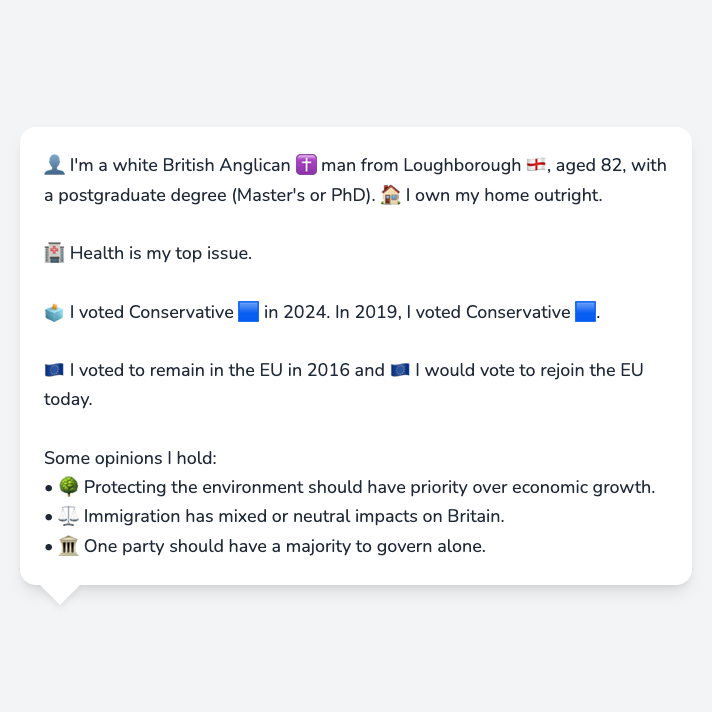 👤 I'm a white British Anglican ✝️ man from Loughborough 🏴󠁧󠁢󠁥󠁮󠁧󠁿, aged 82, with
a postgraduate degree (Master's or PhD). 🏠 I own my home outright.
🏥 Health is my top issue.
🗳️ I voted Conservative 🟦 in 2024. In 2019, I voted Conservative 🟦.
🇪🇺 I voted to remain in the EU in 2016 and 🇪🇺 I would vote to rejoin the EU
today.
Some opinions I hold:
• 🌳 Protecting the environment should have priority over economic growth.
• ⚖️ Immigration has mixed or neutral impacts on Britain.
• 🏛️ One party should have a majority to govern alone.